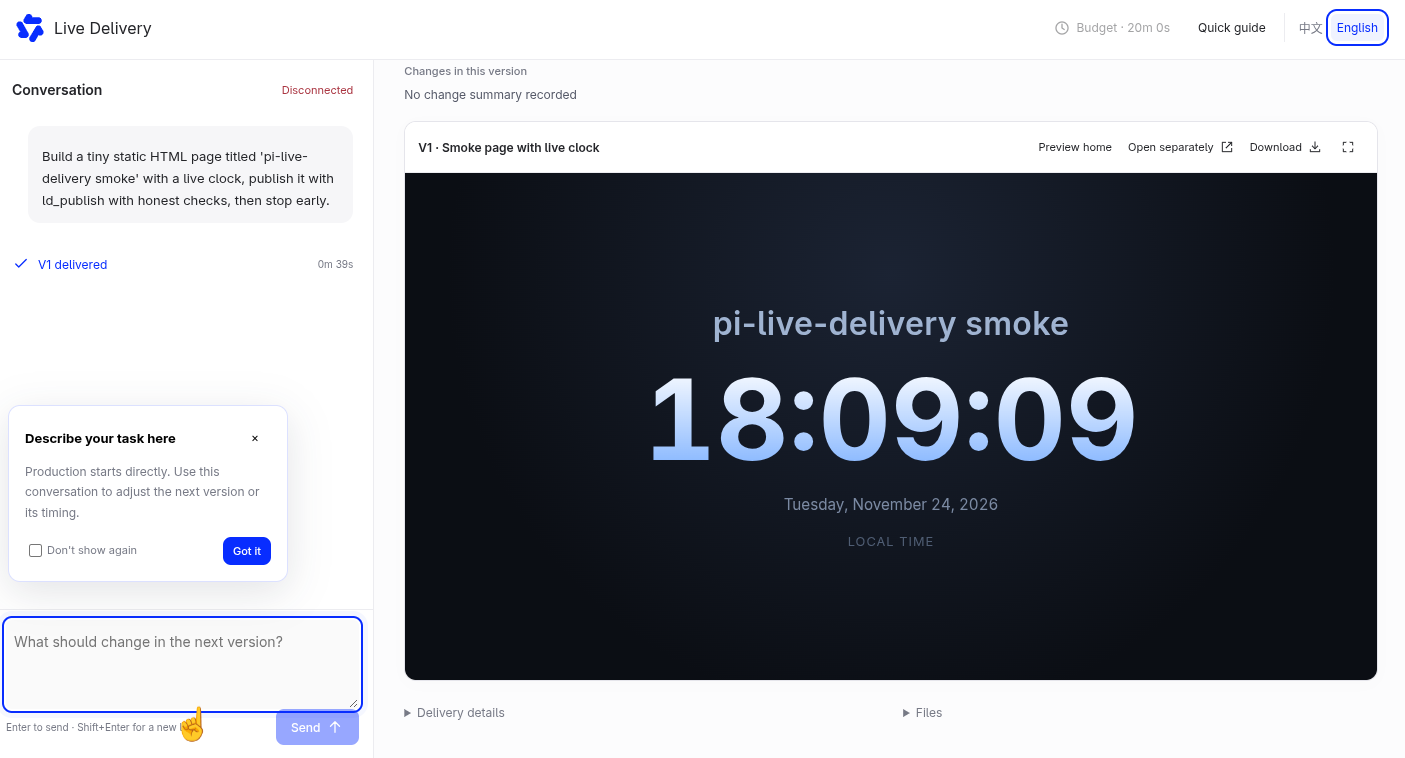 Live Delivery
Budget · 20m 0s
Quick guide
中文
English
Conversation
Disconnected
Build a tiny static HTML page titled 'pi-live-
delivery smoke' with a live clock, publish it with
ld_publish with honest checks, then stop early.
V1 delivered
0m 39s
Describe your task here
×
Production starts directly. Use this
conversation to adjust the next version or
its timing.
Don't show again
Got it
What should change in the next version?
Enter to send · Shift+Enter for a new
Send
Changes in this version
No change summary recorded
V1 · Smoke page with live clock
Preview home
Open separately
Download
pi-live-delivery smoke
18:09:09
Tuesday, November 24, 2026
LOCAL TIME
Delivery details
Files